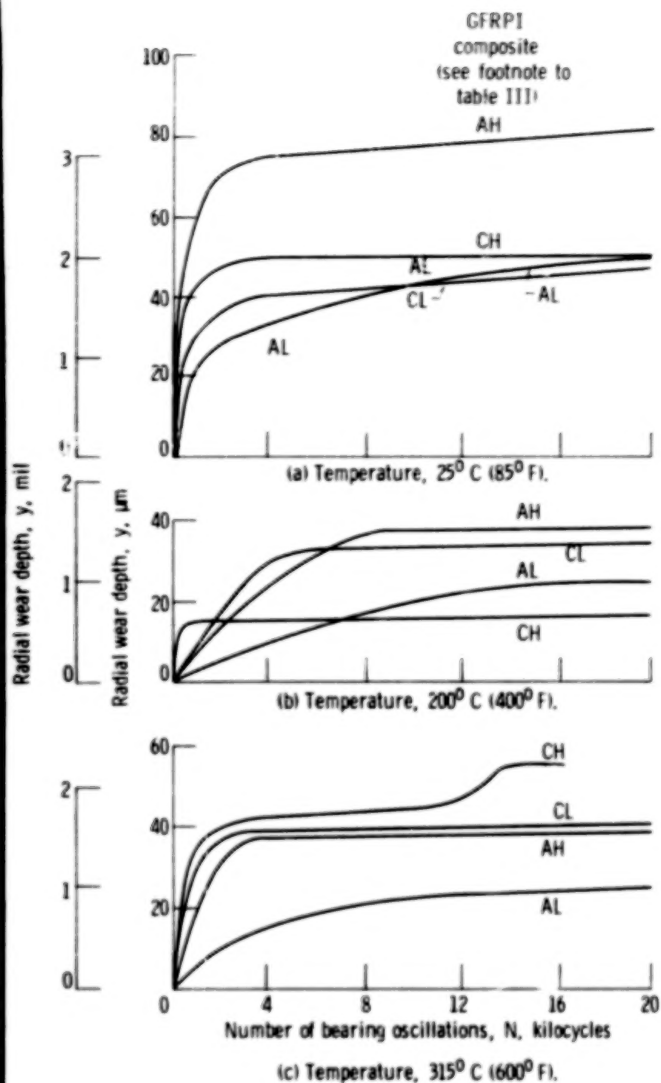 GFRPI
composite
(see footnote to
table III)
100
80
60
40
20
0
3
2
1
AH
CH
AL
CL
AL
AL
(a) Temperature, 25° C (85° F).
Radial wear depth, y, mil
Radial wear depth, y, μm
2
1
0
40
20
0
AH
CL
AL
CH
(b) Temperature, 200° C (400° F).
60
40
20
2
1
0
CH
CL
AH
AL
0 4 8 12 16 20
Number of bearing oscillations, N, kilocycles
(c) Temperature, 315° C (600° F).